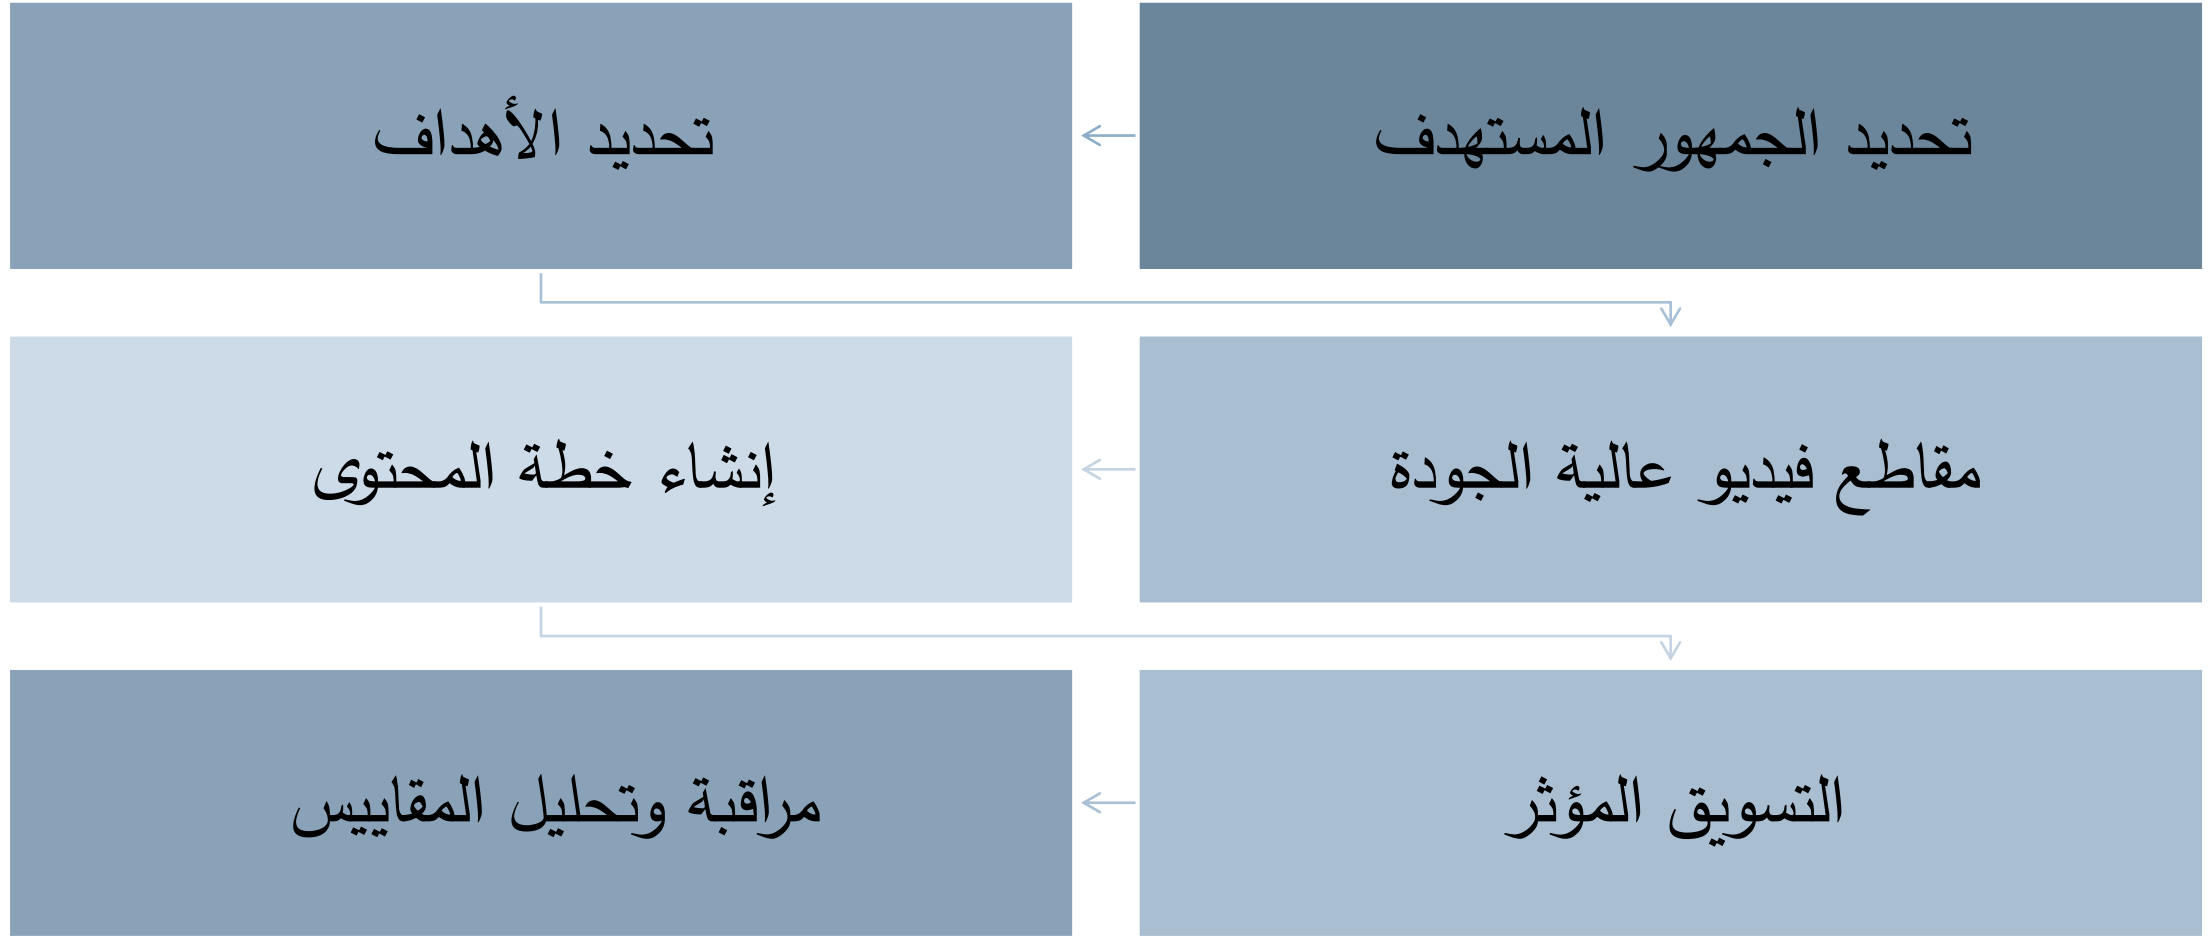 تحديد الجمهور المستهدف
تحديد الأهداف
مقاطع فيديو عالية الجودة
إنشاء خطة المحتوى
التسويق المؤثر
مراقبة وتحليل المقاييس